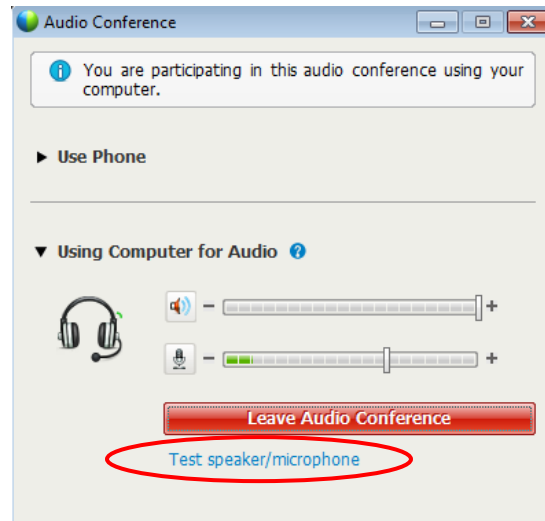 Audio Conference
You are participating in this audio conference using your
computer.
Use Phone
Using Computer for Audio
Leave Audio Conference
Test speaker/microphone